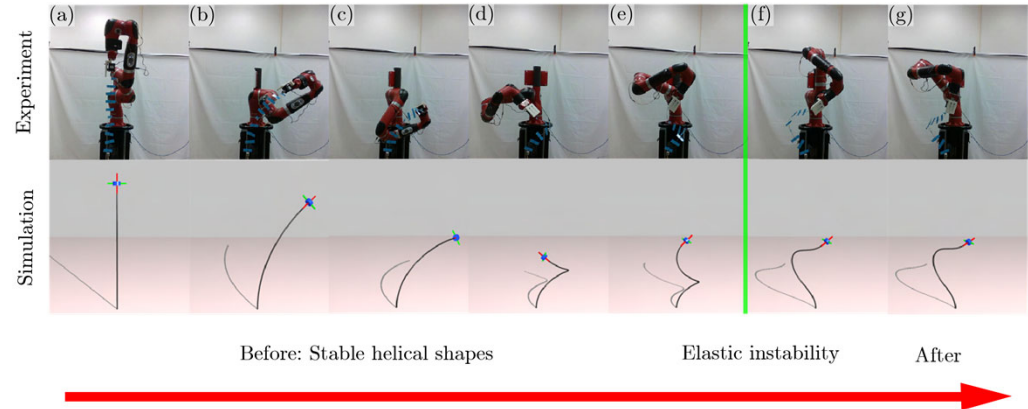 (a) (b) (c) (d) (e) (f) (g)
Experiment
Simulation
Before: Stable helical shapes Elastic instability After